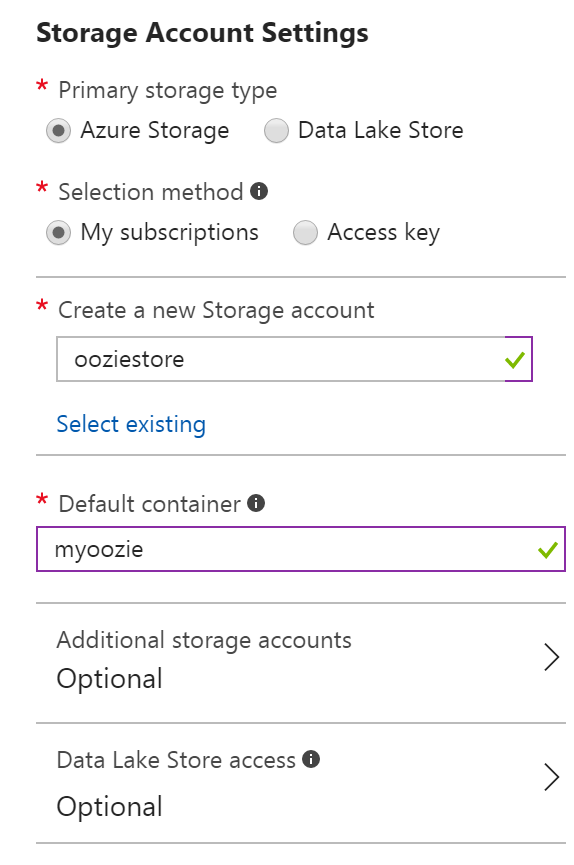 Storage Account Settings
* Primary storage type
Azure Storage Data Lake Store
* Selection method
My subscriptions Access key
* Create a new Storage account
ooziestore
Select existing
* Default container
myoozie
Additional storage accounts
Optional
Data Lake Store access
Optional